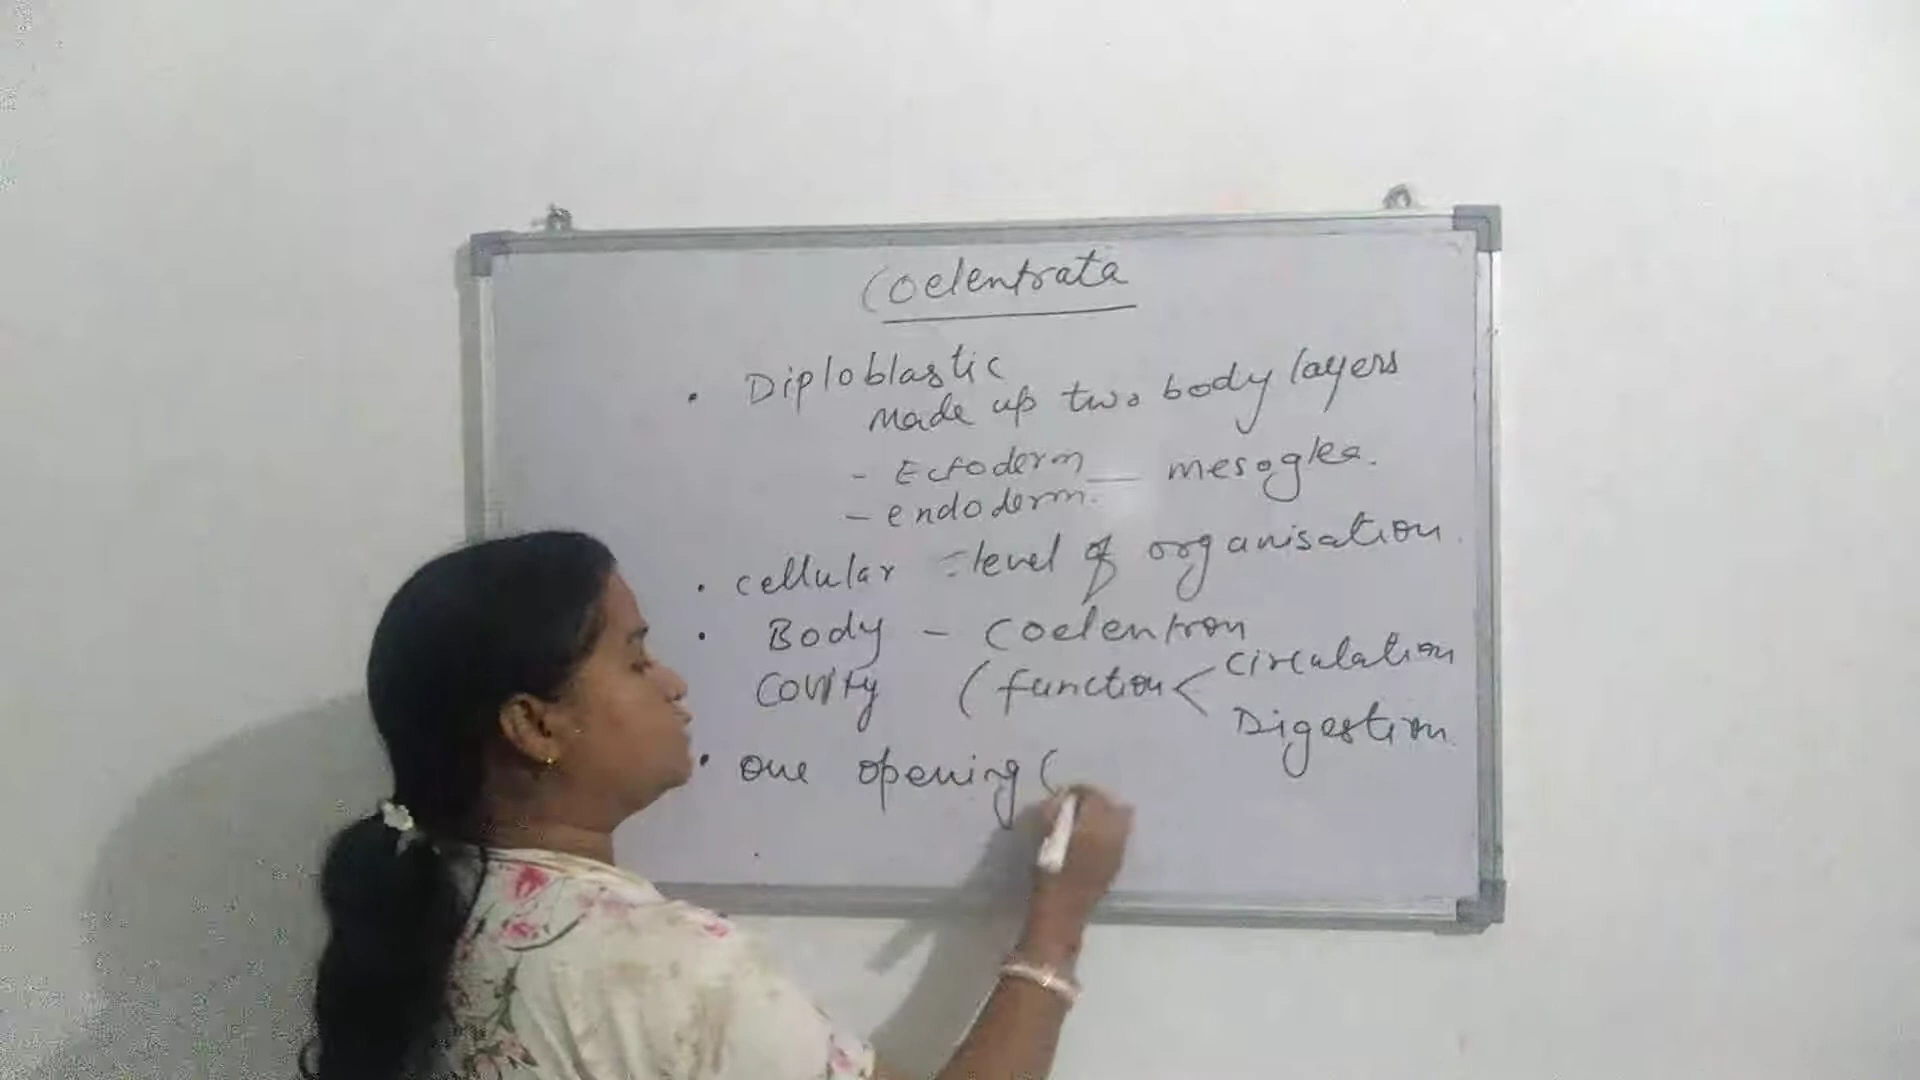 Coelentrata
• Diploblastic
Made up two body layers
- Ectoderm — mesoglea.
- endoderm.
• cellular =level of organisation.
• Body - Coelentron
Covity (function < Circulation
Digestion.
• one opening (